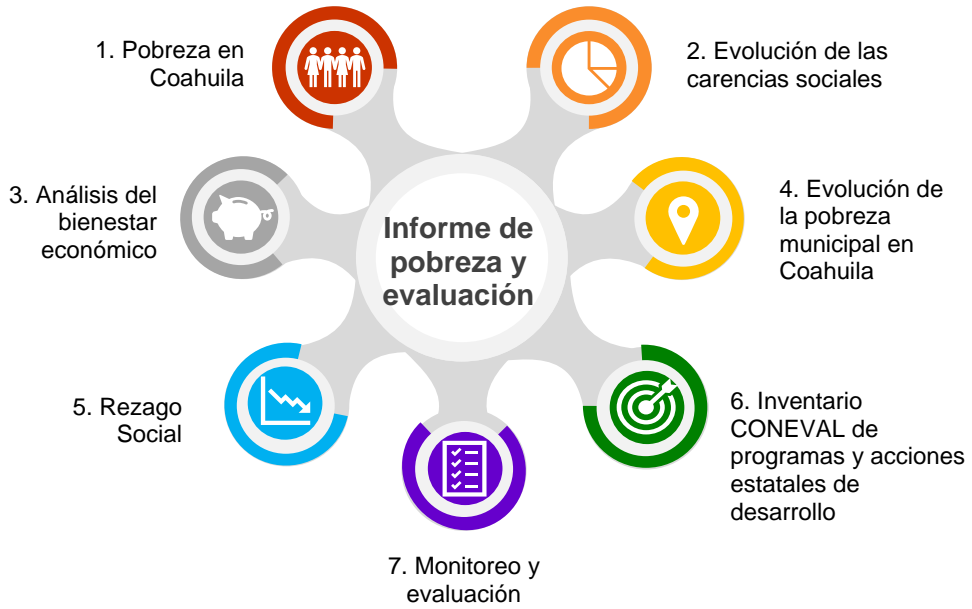 1. Pobreza en
Coahuila
2. Evolución de las
carencias sociales
3. Análisis del
bienestar
económico
Informe de
pobreza y
evaluación
4. Evolución de
la pobreza
municipal en
Coahuila
5. Rezago
Social
6. Inventario
CONEVAL de
programas y acciones
estatales de
desarrollo
7. Monitoreo y
evaluación